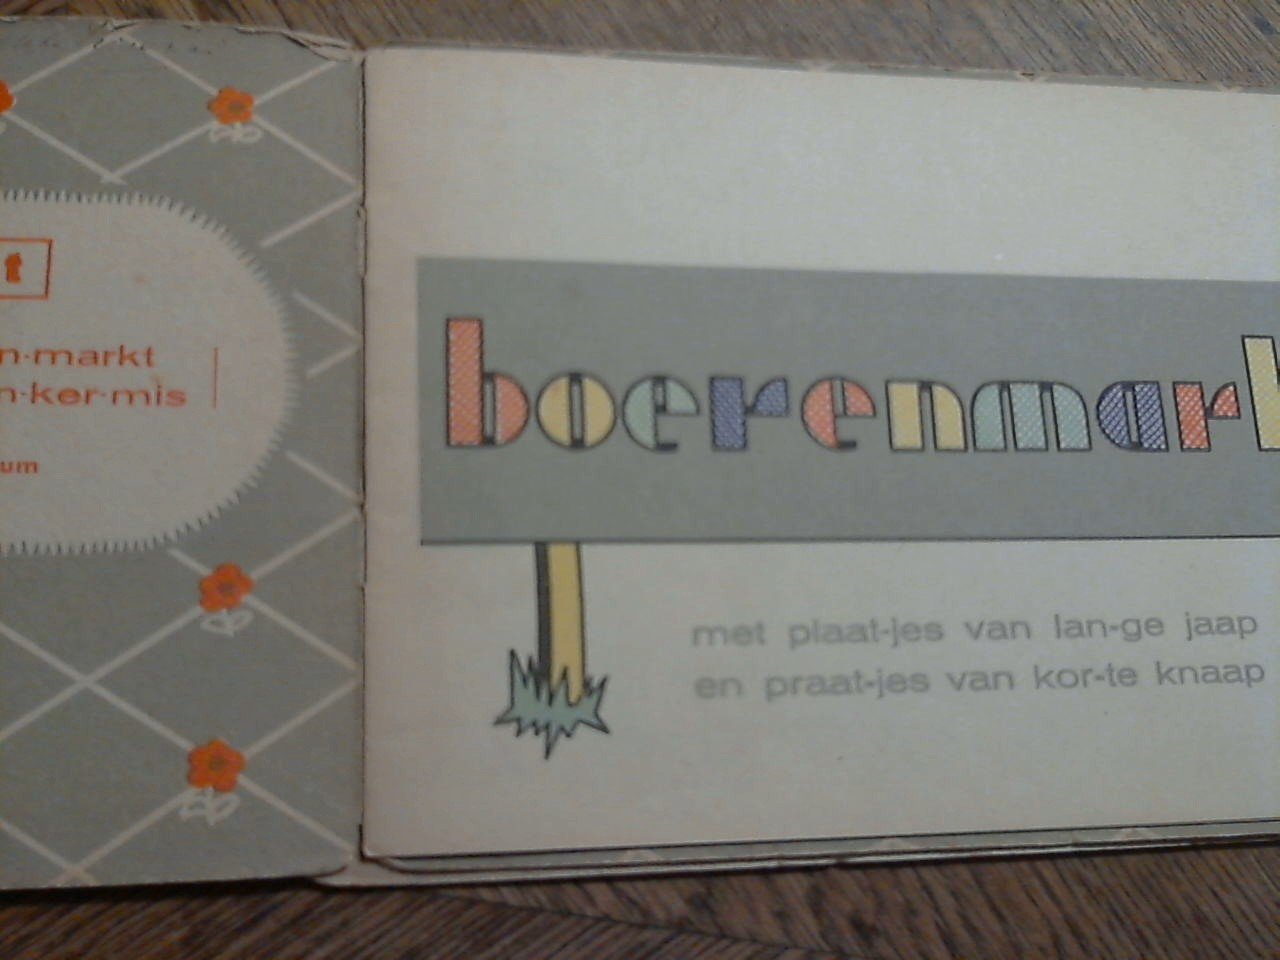 t
n-markt
n-ker-mis
um
boerenmark
met plaat-jes van lan-ge jaap
en praat-jes van kor-te knaap